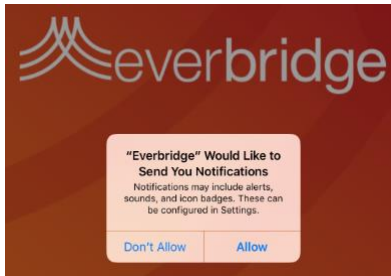 everbridge
"Everbridge" Would Like to
Send You Notifications
Notifications may include alerts,
sounds, and icon badges. These can
be configured in Settings.
Don't Allow Allow